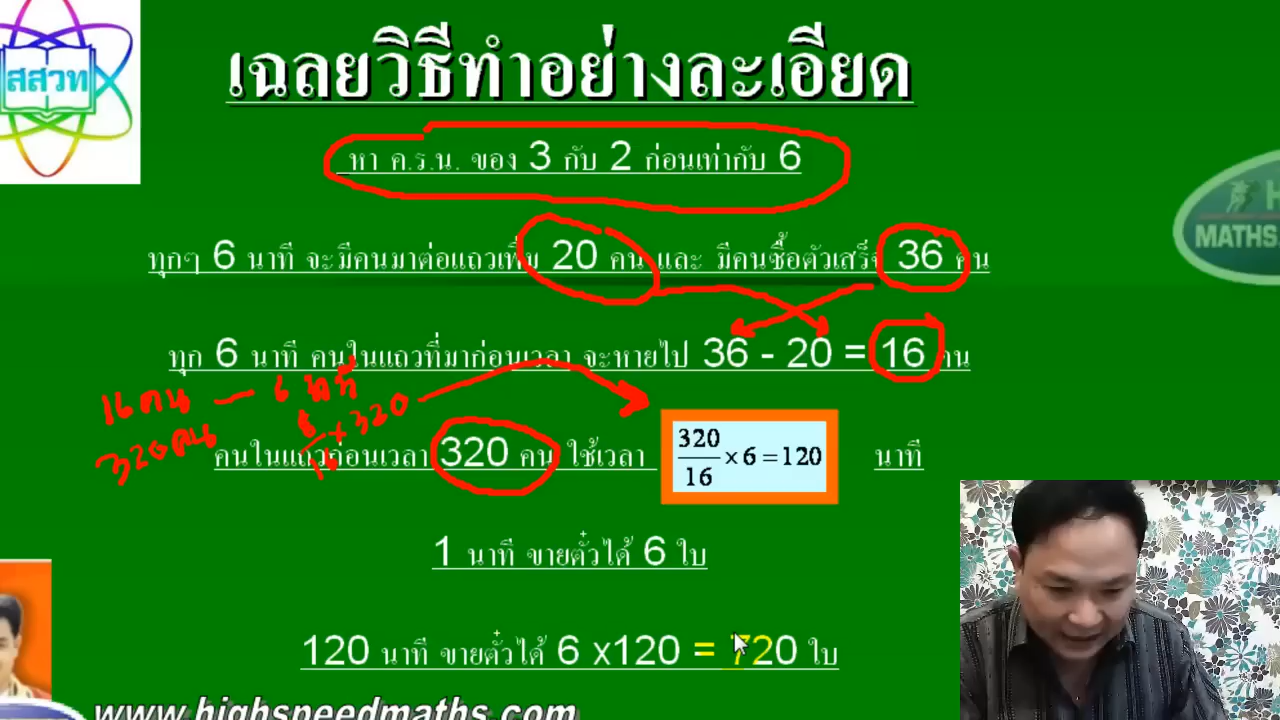 สสวท
เฉลยวิธีทำอย่างละเอียด
หา ค.ร.น. ของ 3 กับ 2 ก่อนเท่ากับ 6
H
MATHS
ทุกๆ 6 นาที จะมีคนมาต่อแถวเพิ่ม 20 คน และ มีคนซื้อตัวเสร็จ 36 คน
ทุก 6 นาที คนในแถวที่มาก่อนเวลา จะหายไป 36 - 20 = 16 คน
16 คน — 6 นาที
320 คน 6/16 × 320
คนในแถวก่อนเวลา 320 คน ใช้เวลา 320/16 × 6 = 120 นาที
1 นาที ขายตั๋วได้ 6 ใบ
120 นาที ขายตั๋วได้ 6 x120 = 720 ใบ
www.highspeedmaths.com